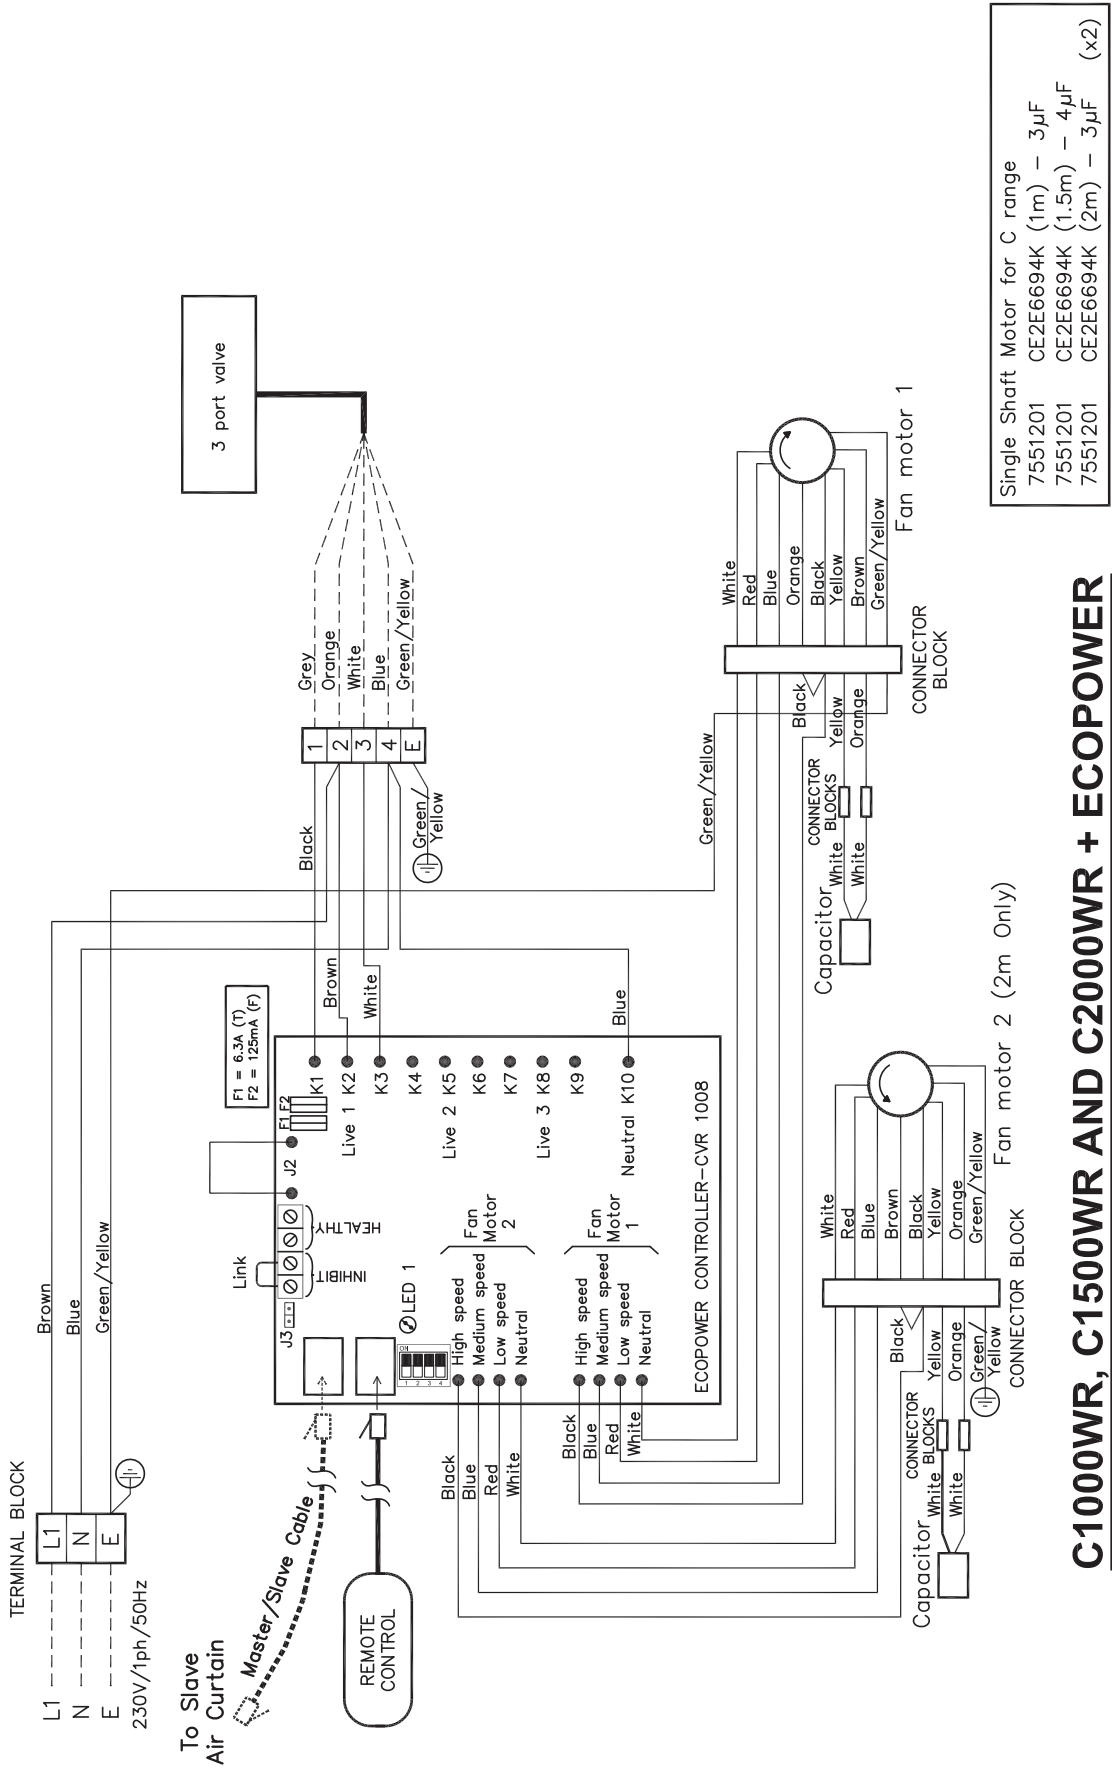 TERMINAL BLOCK
L1
N
E
230V/1ph/50Hz
L1
N
E
Brown
Blue
Green/Yellow
To Slave
Air Curtain
Master/Slave Cable
REMOTE
CONTROL
3 port valve
Grey
Orange
White
Blue
Green/Yellow
1
2
3
4
E
Black
Green/
Yellow
Brown
White
Blue
F1 = 6.3A (T)
F2 = 125mA (F)
F1
F2
J2
J3
Link
HEALTHY
INHIBIT
LED 1
ON
1 2 3 4
K1
Live 1 K2
K3
K4
Live 2 K5
K6
K7
Live 3 K8
K9
Neutral K10
High speed
Medium speed
Low speed
Neutral
Fan
Motor
2
High speed
Medium speed
Low speed
Neutral
Fan
Motor
1
ECOPOWER CONTROLLER-CVR 1008
Black
Blue
Red
White
Black
Blue
Red
White
Green/Yellow
White
Red
Blue
Orange
Black
Yellow
Brown
Green/Yellow
Fan motor 1
CONNECTOR
BLOCK
Black
Yellow
Orange
CONNECTOR
BLOCKS
White
White
Capacitor
White
Red
Blue
Brown
Black
Yellow
Orange
Green/Yellow
Fan motor 2 (2m Only)
CONNECTOR BLOCK
Black
Yellow
Orange
Green/
Yellow
CONNECTOR
BLOCKS
White
White
Capacitor
Single Shaft Motor for C range
7551201 CE2E6694K (1m) – 3µF
7551201 CE2E6694K (1.5m) – 4µF
7551201 CE2E6694K (2m) – 3µF (x2)
C1000WR, C1500WR AND C2000WR + ECOPOWER